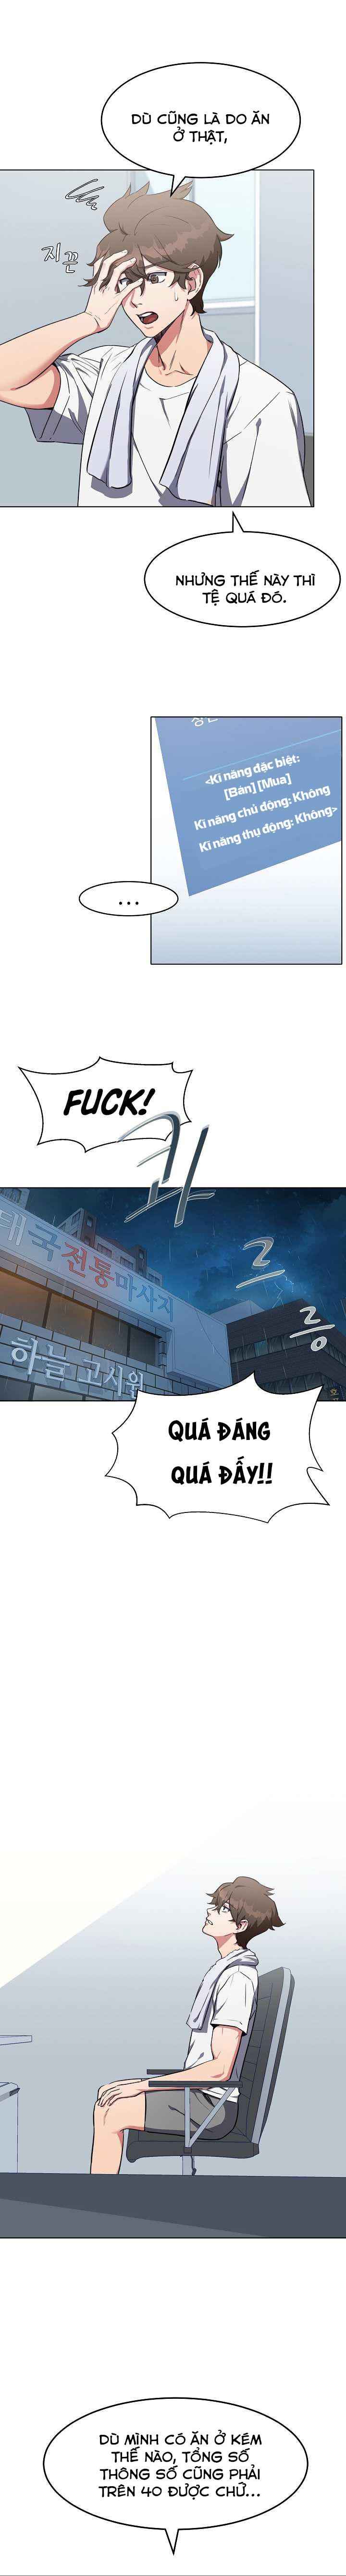 DÙ CŨNG LÀ DO ĂN
Ở THẬT,
지끈
NHƯNG THẾ NÀY THÌ
TỆ QUÁ ĐÓ.
<Kĩ năng đặc biệt:
[Bán] [Mua]
Kĩ năng chủ động: Không
Kĩ năng thụ động: Không>
...
FUCK!
콰
르
릉
태국전통마사지
하늘 고시원
QUÁ ĐÁNG
QUÁ ĐẤY!!
DÙ MÌNH CÓ ĂN Ở KÉM
THẾ NÀO, TỔNG SỐ
THÔNG SỐ CŨNG PHẢI
TRÊN 40 ĐƯỢC CHỨ...